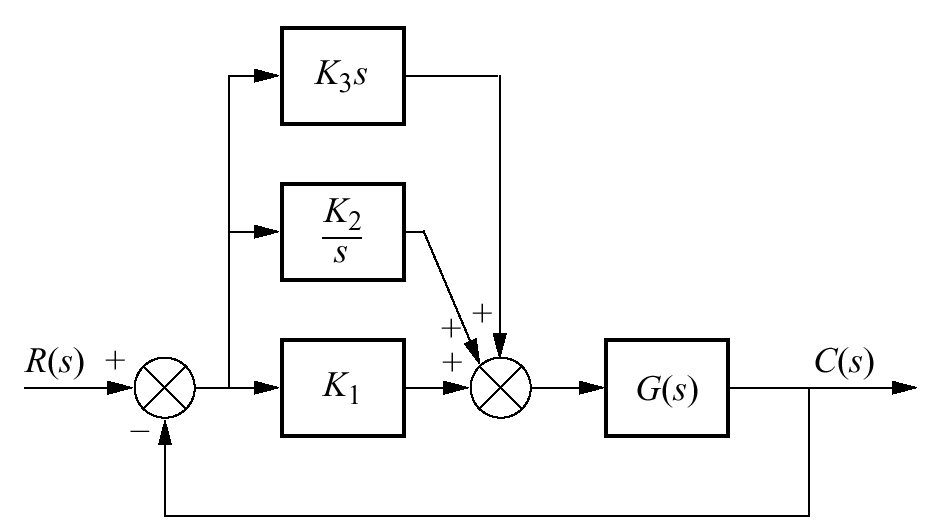 K₃s
K₂
s
+
+
R(s) +
+
K₁
G(s)
C(s)
−